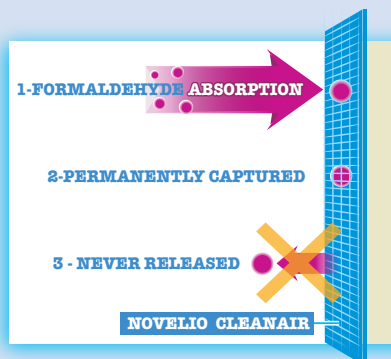 1-FORMALDEHYDE ABSORPTION
2-PERMANENTLY CAPTURED
3 - NEVER RELEASED
NOVELIO CLEANAIR